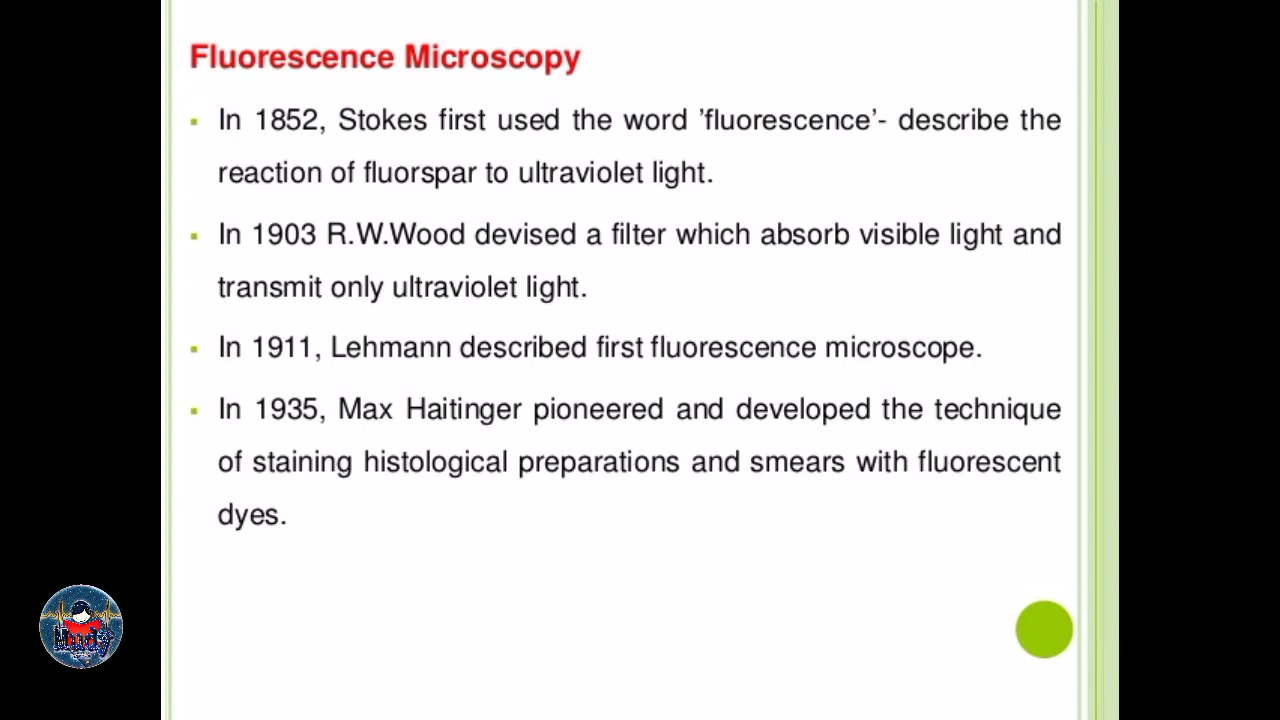 Fluorescence Microscopy
▪ In 1852, Stokes first used the word ’fluorescence’- describe the
reaction of fluorspar to ultraviolet light.
▪ In 1903 R.W.Wood devised a filter which absorb visible light and
transmit only ultraviolet light.
▪ In 1911, Lehmann described first fluorescence microscope.
▪ In 1935, Max Haitinger pioneered and developed the technique
of staining histological preparations and smears with fluorescent
dyes.
Hudy